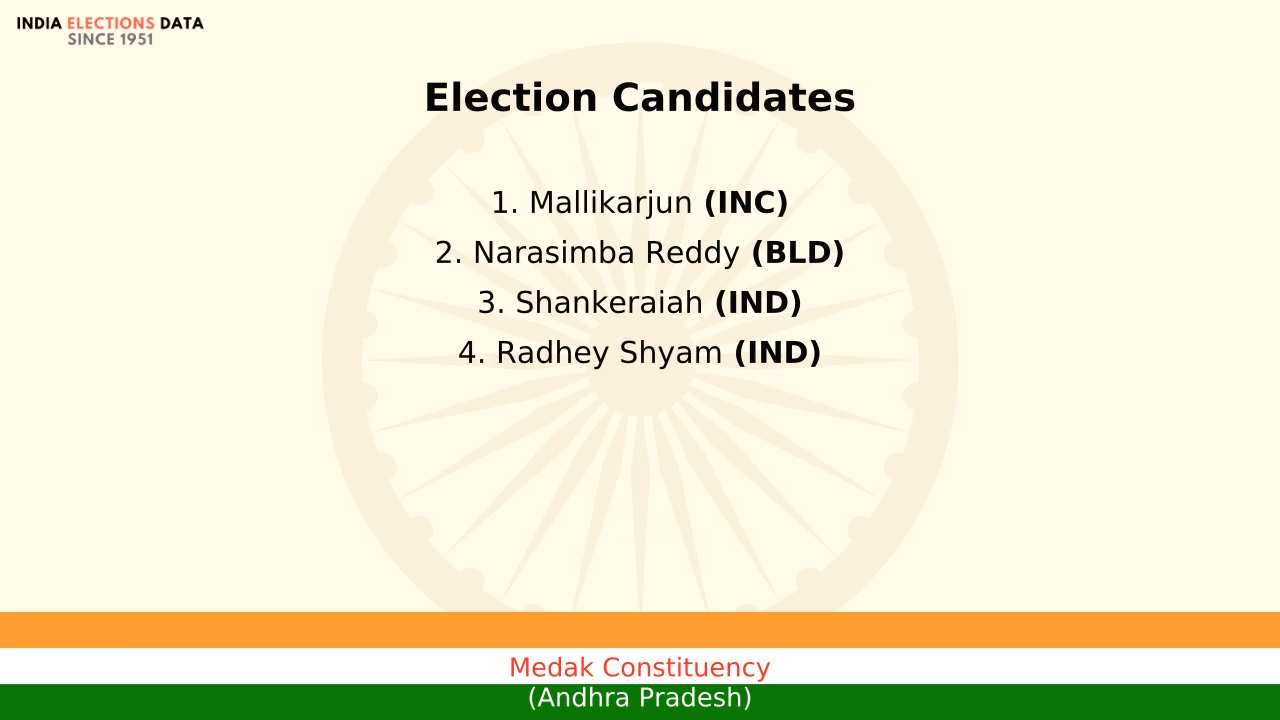 INDIA ELECTIONS DATA
SINCE 1951
Election Candidates
1. Mallikarjun (INC)
2. Narasimba Reddy (BLD)
3. Shankeraiah (IND)
4. Radhey Shyam (IND)
Medak Constituency
(Andhra Pradesh)